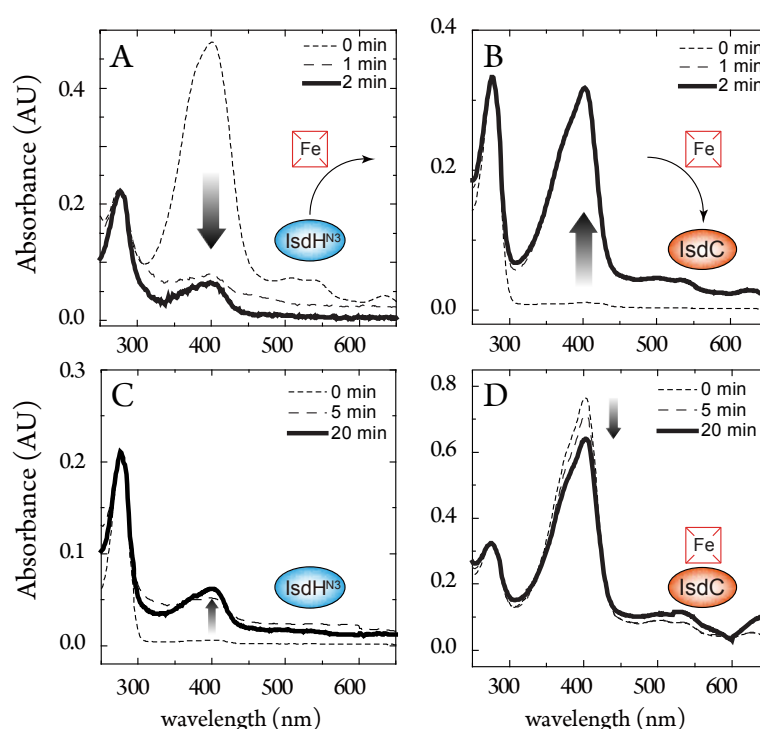 A
0 min
1 min
2 min
Fe
IsdHN3
0.4
0.2
0.0
300 400 500 600
Absorbance (AU)
B
0 min
1 min
2 min
Fe
IsdC
0.4
0.2
0.0
300 400 500 600
C
0 min
5 min
20 min
IsdHN3
0.3
0.2
0.1
0.0
300 400 500 600
Absorbance (AU)
wavelength (nm)
D
0 min
5 min
20 min
Fe
IsdC
0.8
0.6
0.4
0.2
0.0
300 400 500 600
wavelength (nm)